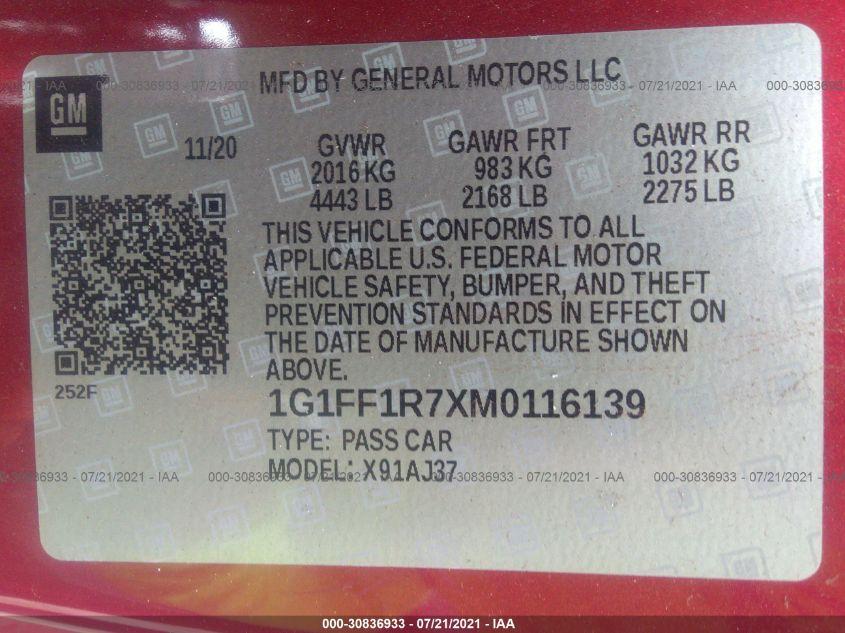 MFD BY GENERAL MOTORS LLC
GM
11/20
GVWR GAWR FRT GAWR RR
2016 KG 983 KG 1032 KG
4443 LB 2168 LB 2275 LB
THIS VEHICLE CONFORMS TO ALL
APPLICABLE U.S. FEDERAL MOTOR
VEHICLE SAFETY, BUMPER, AND THEFT
PREVENTION STANDARDS IN EFFECT ON
THE DATE OF MANUFACTURE SHOWN
ABOVE.
252F
1G1FF1R7XM0116139
TYPE: PASS CAR
MODEL: X91AJ37
000-30836933 - 07/21/2021 - IAA